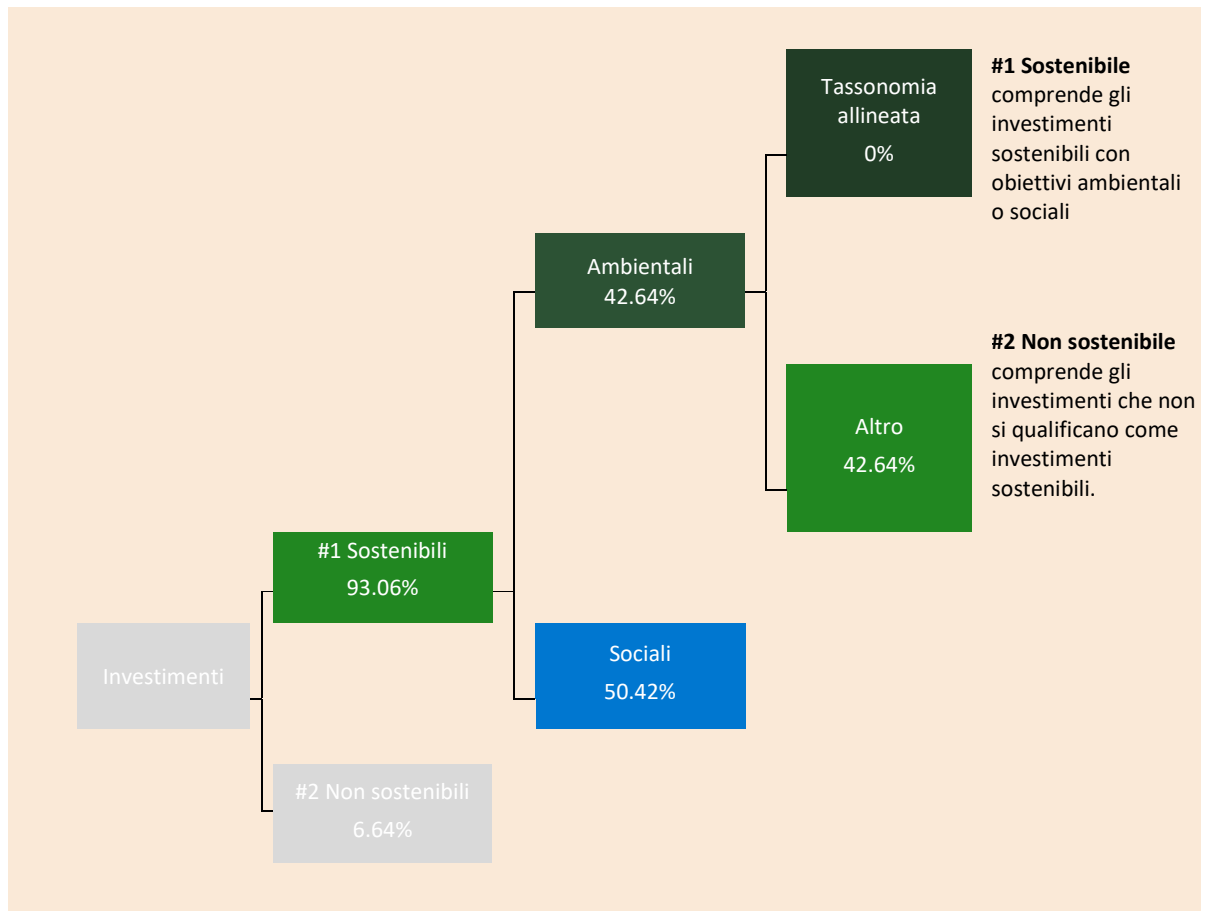 Tassonomia
allineata
0%
#1 Sostenibile
comprende gli
investimenti
sostenibili con
obiettivi ambientali
o sociali
Ambientali
42.64%
#2 Non sostenibile
comprende gli
investimenti che non
si qualificano come
investimenti
sostenibili.
Altro
42.64%
#1 Sostenibili
93.06%
Sociali
50.42%
Investimenti
#2 Non sostenibili
6.64%